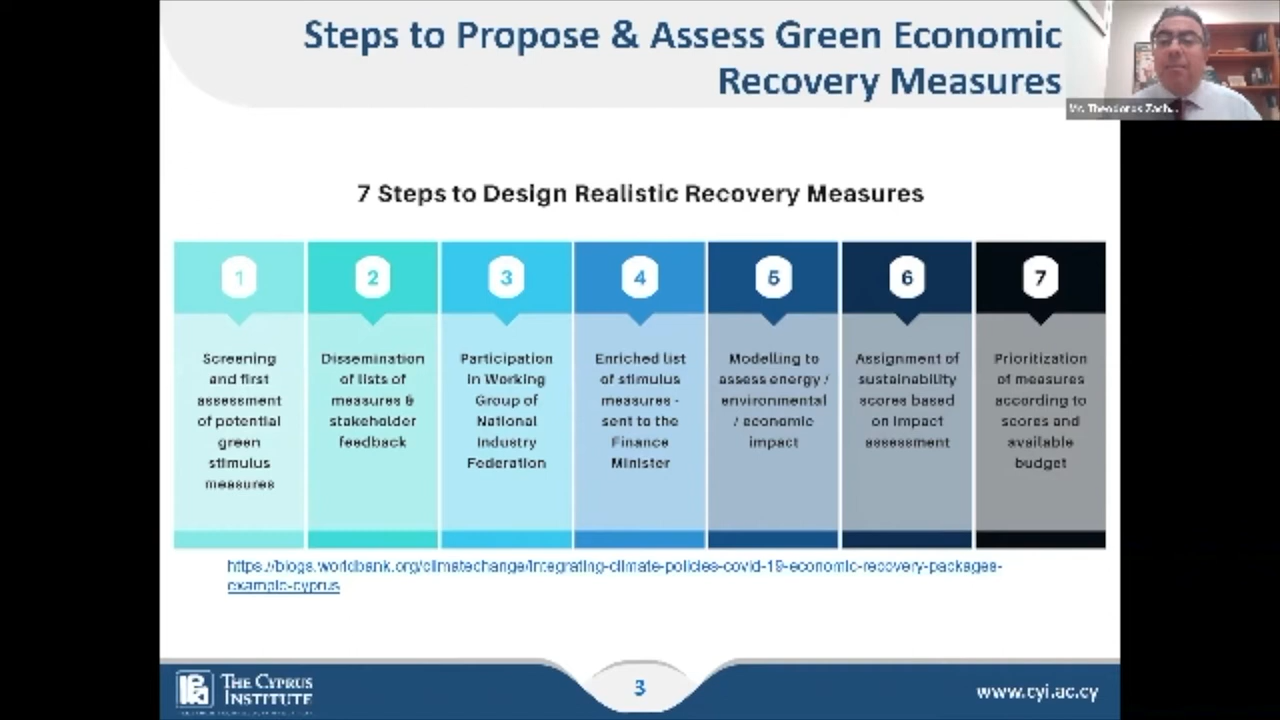 Steps to Propose & Assess Green Economic
Recovery Measures
Mr. Theodoros Zach...
7 Steps to Design Realistic Recovery Measures
1
Screening
and first
assessment
of potential
green
stimulus
measures
2
Dissemination
of lists of
measures &
stakeholder
feedback
3
Participation
in Working
Group of
National
Industry
Federation
4
Enriched list
of stimulus
measures -
sent to the
Finance
Minister
5
Modelling to
assess energy /
environmental
/ economic
impact
6
Assignment of
sustainability
scores based
on impact
assessment
7
Prioritization
of measures
according to
scores and
available
budget
https://blogs.worldbank.org/climatechange/integrating-climate-policies-covid-19-economic-recovery-packages-
example-cyprus
THE CYPRUS
INSTITUTE
3
www.cyi.ac.cy